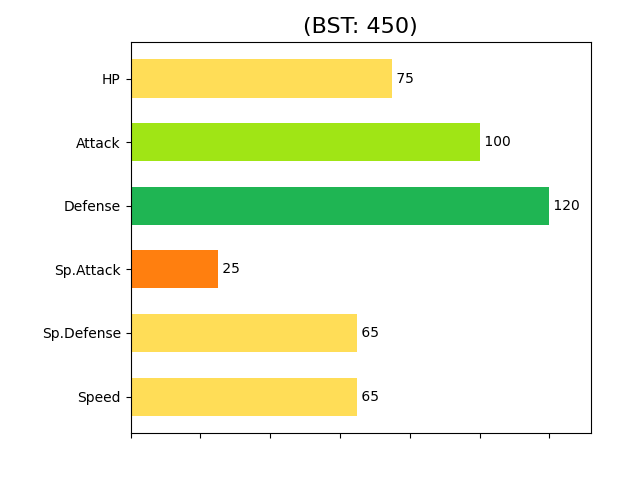 (BST: 450)
HP 75
Attack 100
Defense 120
Sp.Attack 25
Sp.Defense 65
Speed 65